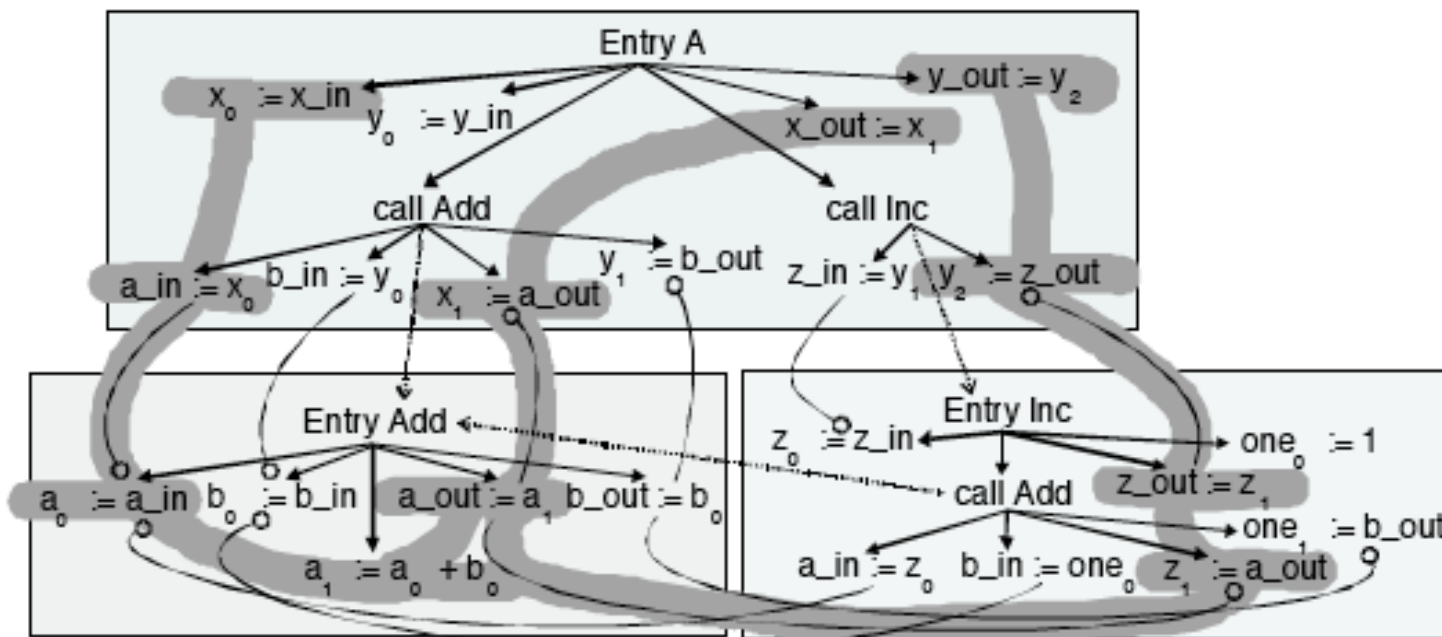 Entry A
x₀ := x_in
y₀ := y_in
x_out := x₁
y_out := y₂
call Add
call Inc
a_in := x₀
b_in := y₀
x₁ := a_out
y₁ := b_out
z_in := y₁
y₂ := z_out
Entry Add
a₀ := a_in
b₀ := b_in
a_out := a₁
b_out := b₀
a₁ := a₀ + b₀
Entry Inc
z₀ := z_in
one₀ := 1
call Add
z_out := z₁
one₁ := b_out
a_in := z₀
b_in := one₀
z₁ := a_out